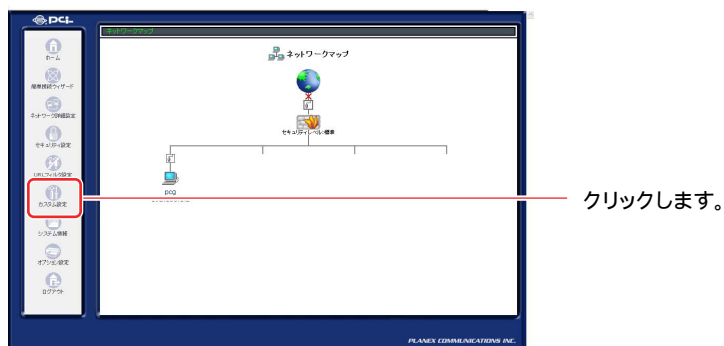 PCi
ネットワークマップ
ネットワークマップ
ホーム
簡単接続ウィザード
ネットワーク詳細設定
セキュリティ設定
URLフィルタ設定
カスタム設定
システム情報
オプション設定
ログアウト
セキュリティレベル:標準
pcg
クリックします。
PLANEX COMMUNICATIONS INC.